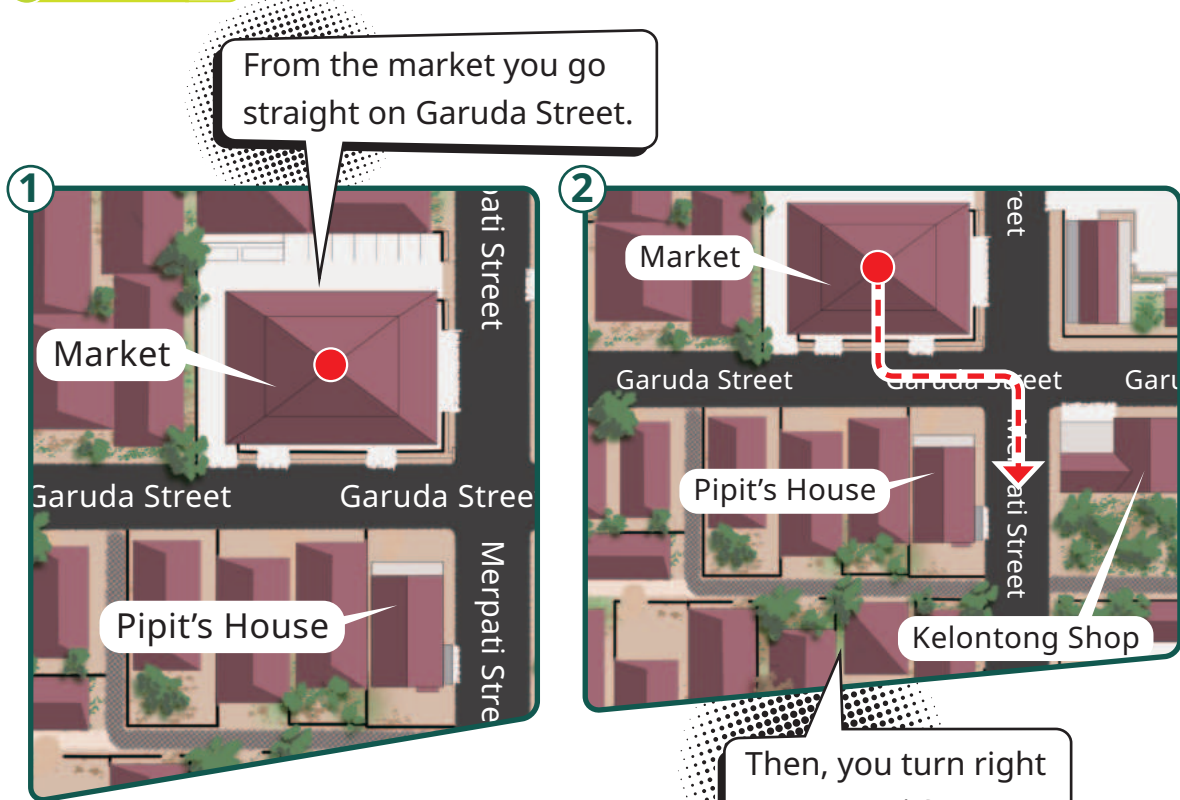 From the market you go
straight on Garuda Street.
1
pati Street
Market
Garuda Street
Garuda Stree
Pipit's House
Merpati Stre
2
reet
Market
Garuda Street
Garuda Street
Garu
Pipit's House
Merpati Street
Kelontong Shop
Then, you turn right